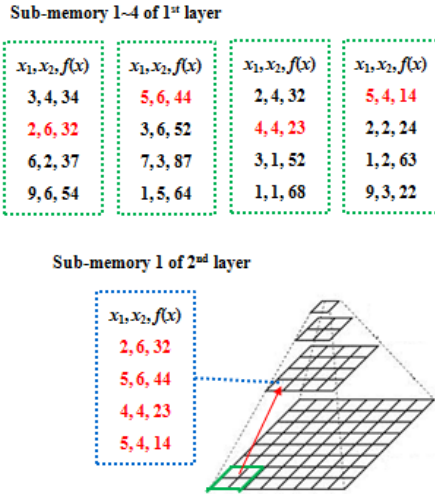 Sub-memory 1~4 of 1st layer
x1, x2, f(x)
3, 4, 34
2, 6, 32
6, 2, 37
9, 6, 54
x1, x2, f(x)
5, 6, 44
3, 6, 52
7, 3, 87
1, 5, 64
x1, x2, f(x)
2, 4, 32
4, 4, 23
3, 1, 52
1, 1, 68
x1, x2, f(x)
5, 4, 14
2, 2, 24
1, 2, 63
9, 3, 22
Sub-memory 1 of 2nd layer
x1, x2, f(x)
2, 6, 32
5, 6, 44
4, 4, 23
5, 4, 14